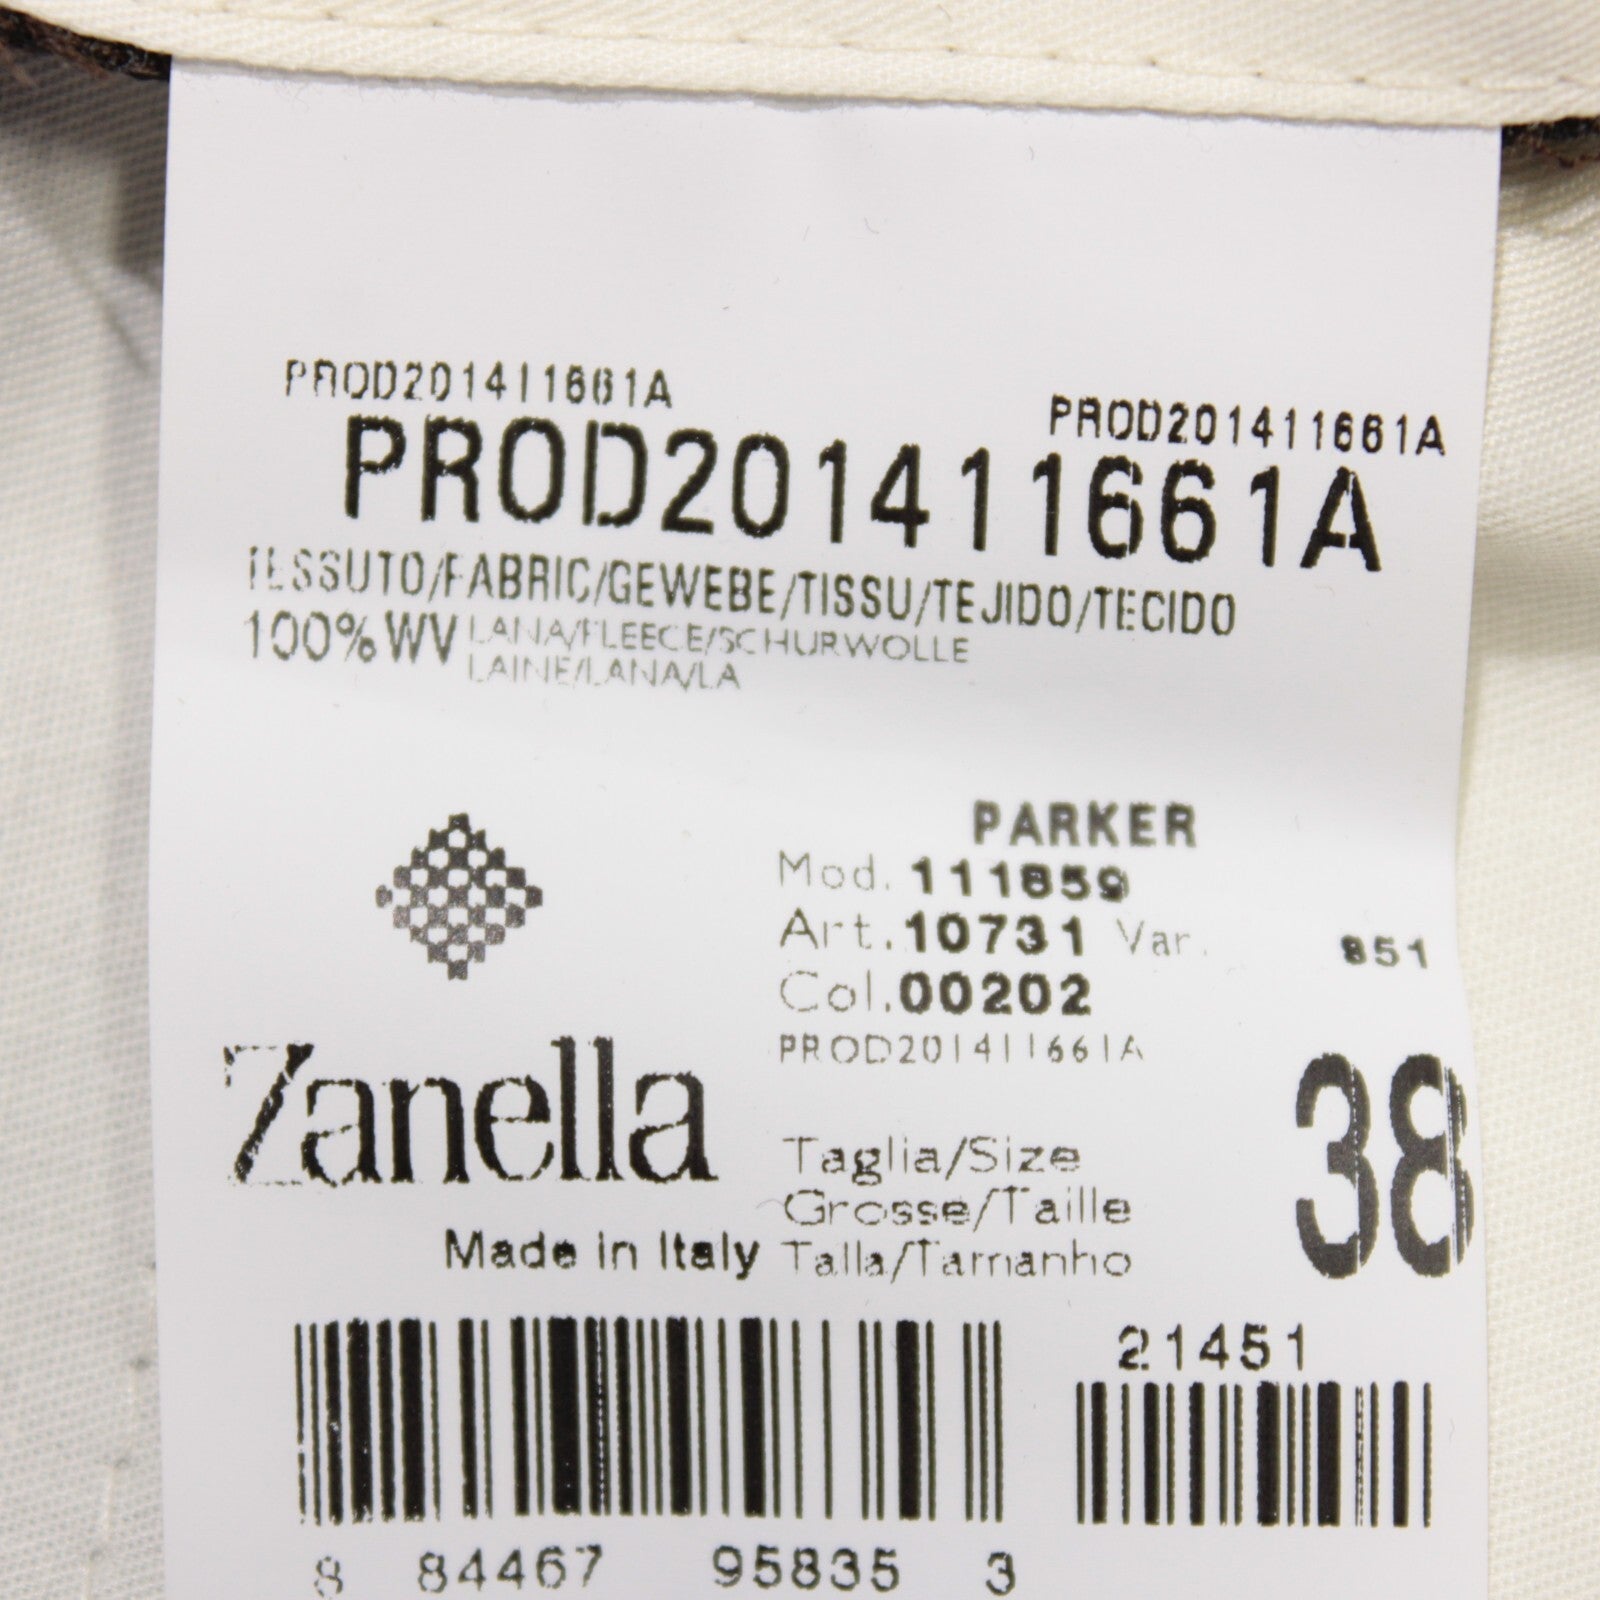 PROD201411661A
PROD201411661A
PROD201411661A
TESSUTO/FABRIC/GEWEBE/TISSU/TEJIDO/TECIDO
100% WV LANA/FLEECE/SCHURWOLLE
LAINE/LANA/LA
PARKER
Mod. 111859
Art. 10731 Var. 851
Col. 00202
PROD201411661A
Zanella
Made in Italy
Taglia/Size
Grosse/Taille
Talla/Tamanho
38
21451
8 84467 95835 3